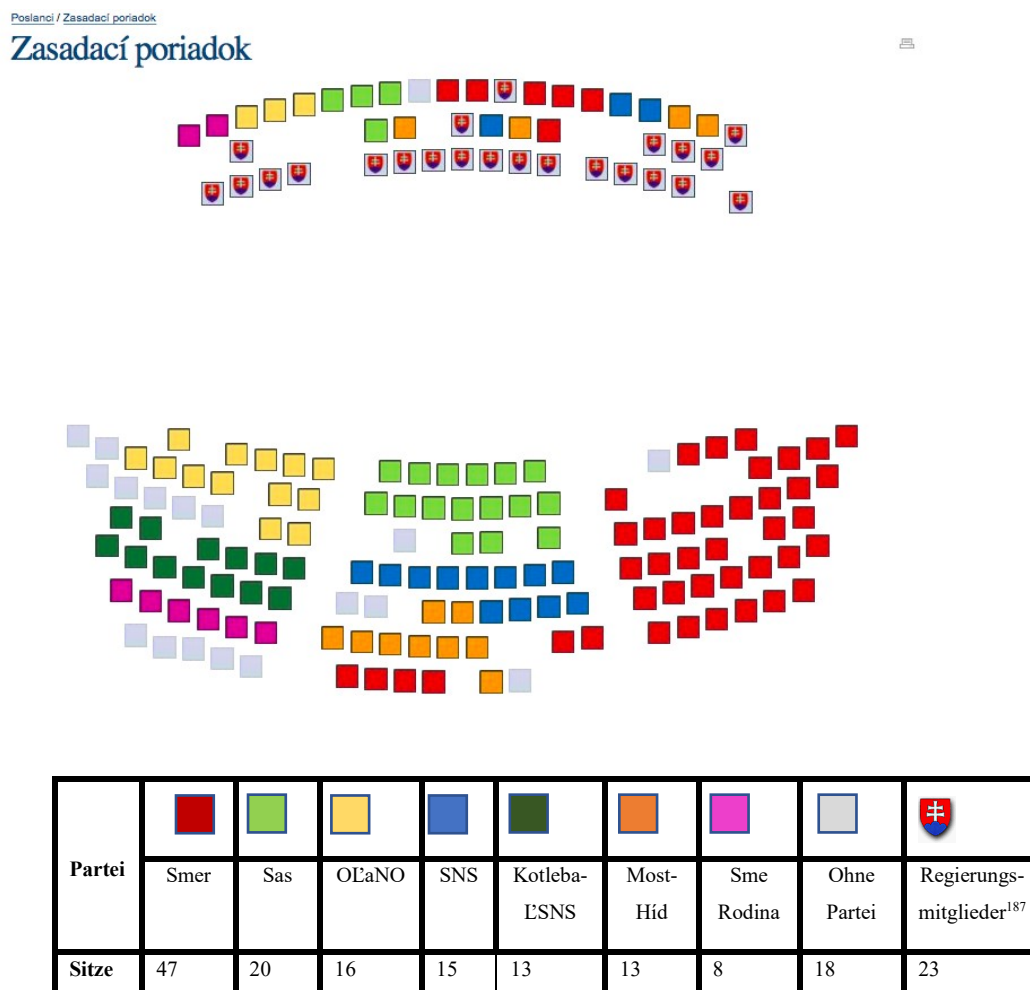 Poslanci / Zasadací poriadok
Zasadací poriadok
Partei
Smer
Sas
OĽaNO
SNS
Kotleba-
ĽSNS
Most-
Híd
Sme
Rodina
Ohne
Partei
Regierungs-
mitglieder187
Sitze 47 20 16 15 13 13 8 18 23